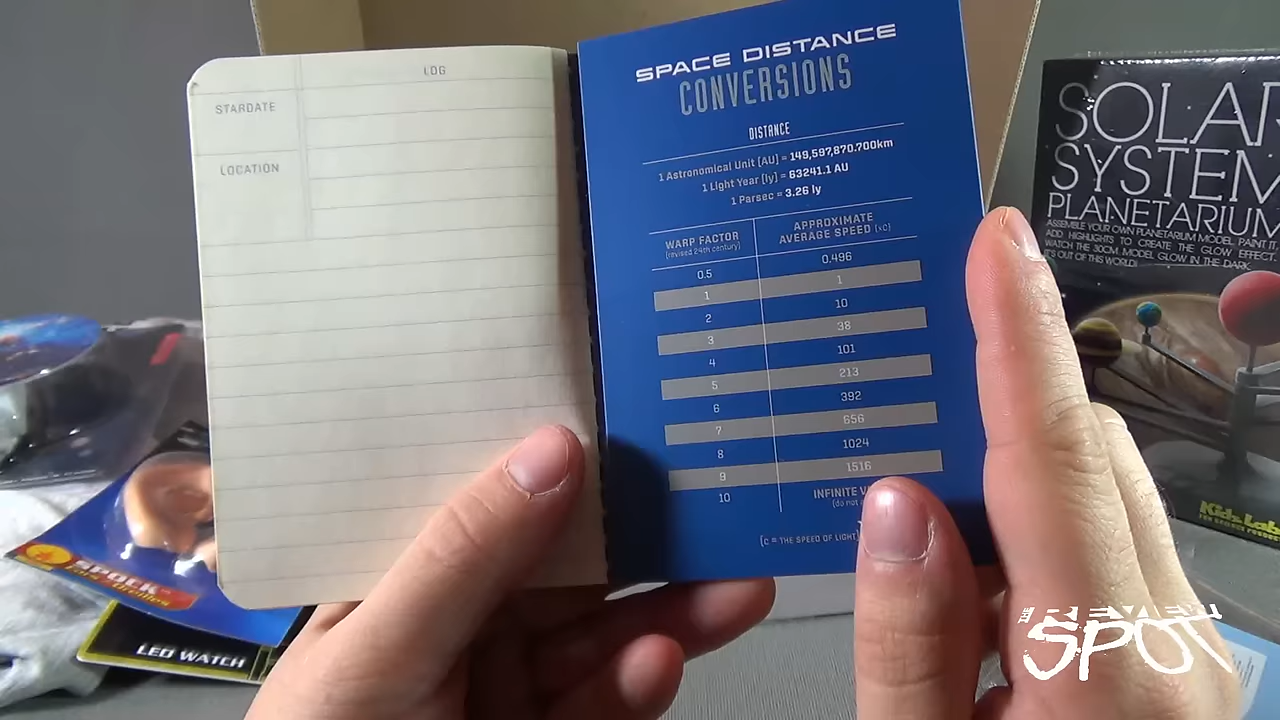 LOG
STARDATE
LOCATION
SPACE DISTANCE
CONVERSIONS
DISTANCE
1 Astronomical Unit (AU) = 149,597,870.700km
1 Light Year (ly) = 63241.1 AU
1 Parsec = 3.26 ly
WARP FACTOR
(revised 24th century)
APPROXIMATE
AVERAGE SPEED (xc)
0.5 0.496
1 1
2 10
3 38
4 101
5 213
6 392
7 656
8 1024
9 1516
10 INFINITE
(do not
(c = THE SPEED OF LIGHT)
SOLAR
SYSTEM
PLANETARIUM
ASSEMBLE YOUR OWN PLANETARIUM MODEL. PAINT IT
ADD HIGHLIGHTS TO CREATE THE GLOW EFFECT.
WATCH THE 30CM. MODEL GLOW IN THE DARK.
IT'S OUT OF THIS WORLD!
SPOCK
LED WATCH
THE REVIEW
SPOT